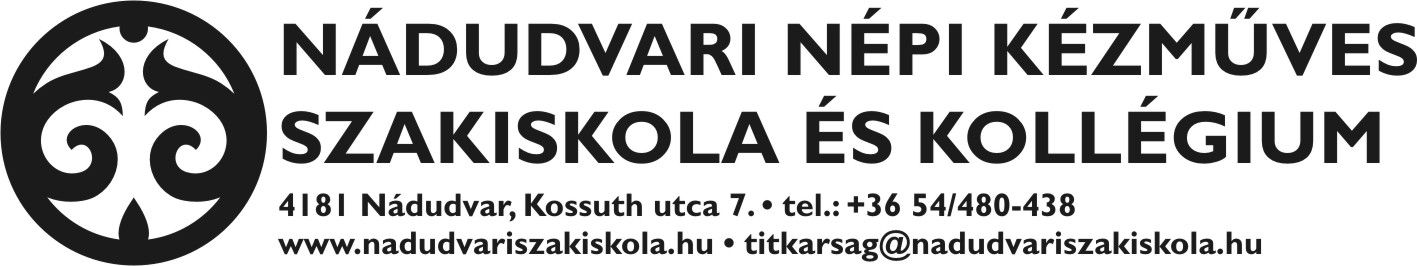 NÁDUDVARI NÉPI KÉZMŰVES
SZAKISKOLA ÉS KOLLÉGIUM
4181 Nádudvar, Kossuth utca 7. • tel.: +36 54/480-438
www.nadudvariszakiskola.hu • titkarsag@nadudvariszakiskola.hu